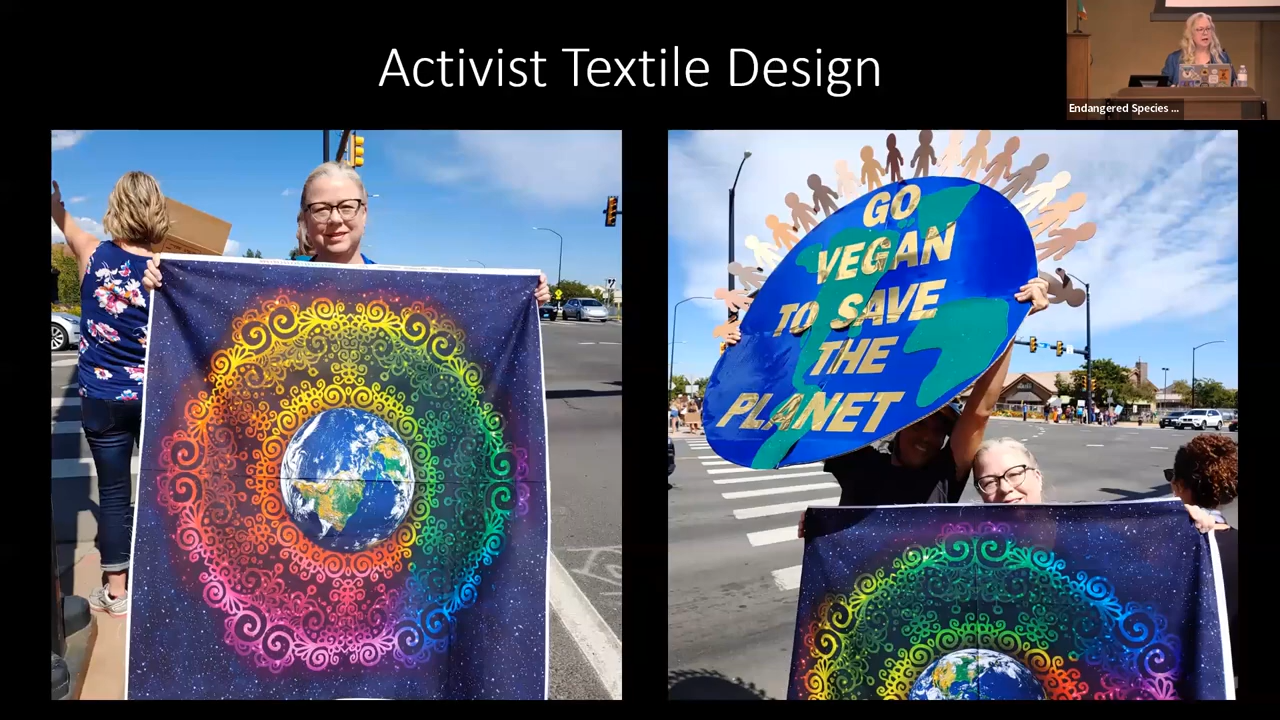 Activist Textile Design
Endangered Species ...
GO
VEGAN
TO SAVE
THE
PLANET